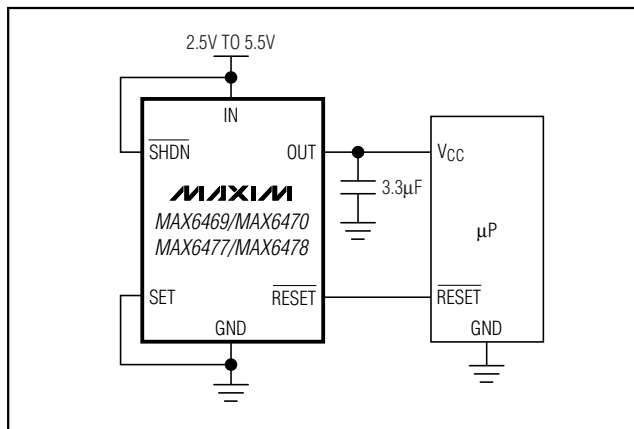 2.5V TO 5.5V
IN
SHDN
OUT
VCC
3.3µF
MAXIM
MAX6469/MAX6470
MAX6477/MAX6478
µP
SET
RESET
RESET
GND
GND